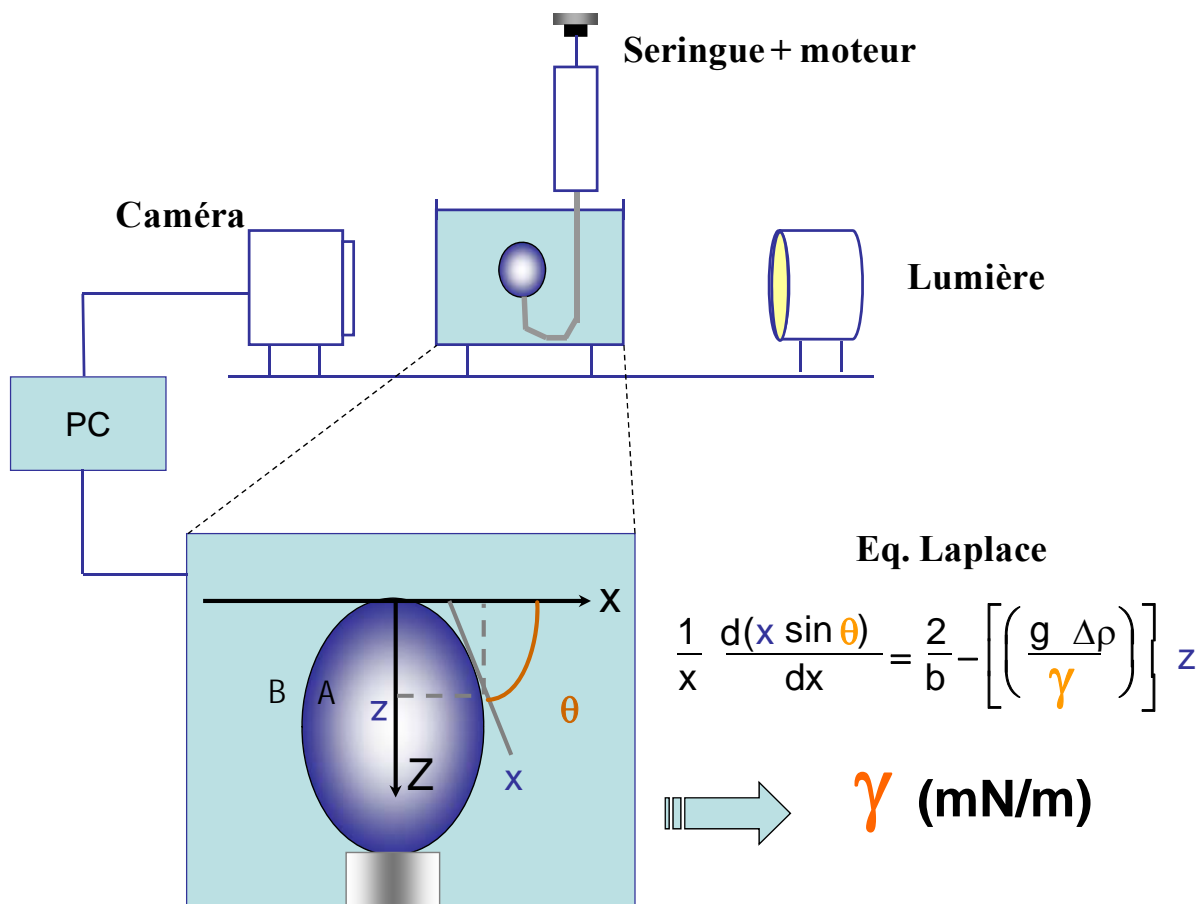 Seringue + moteur
Caméra
Lumière
PC
Eq. Laplace
x
1/x d(x sin θ)/dx = 2/b − [(g Δρ/γ)] z
B A
z
θ
Z
x
γ (mN/m)